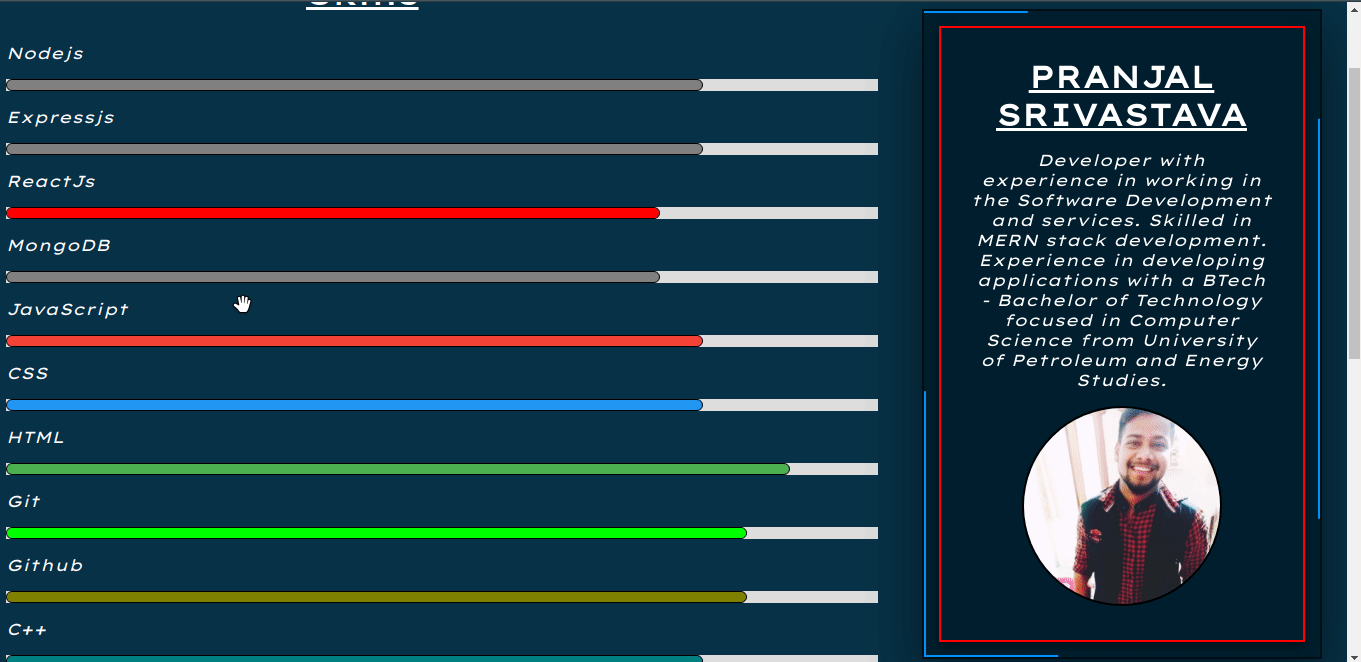 Skills
Nodejs
Expressjs
ReactJs
MongoDB
JavaScript
CSS
HTML
Git
Github
C++
PRANJAL
SRIVASTAVA
Developer with
experience in working in
the Software Development
and services. Skilled in
MERN stack development.
Experience in developing
applications with a BTech
- Bachelor of Technology
focused in Computer
Science from University
of Petroleum and Energy
Studies.